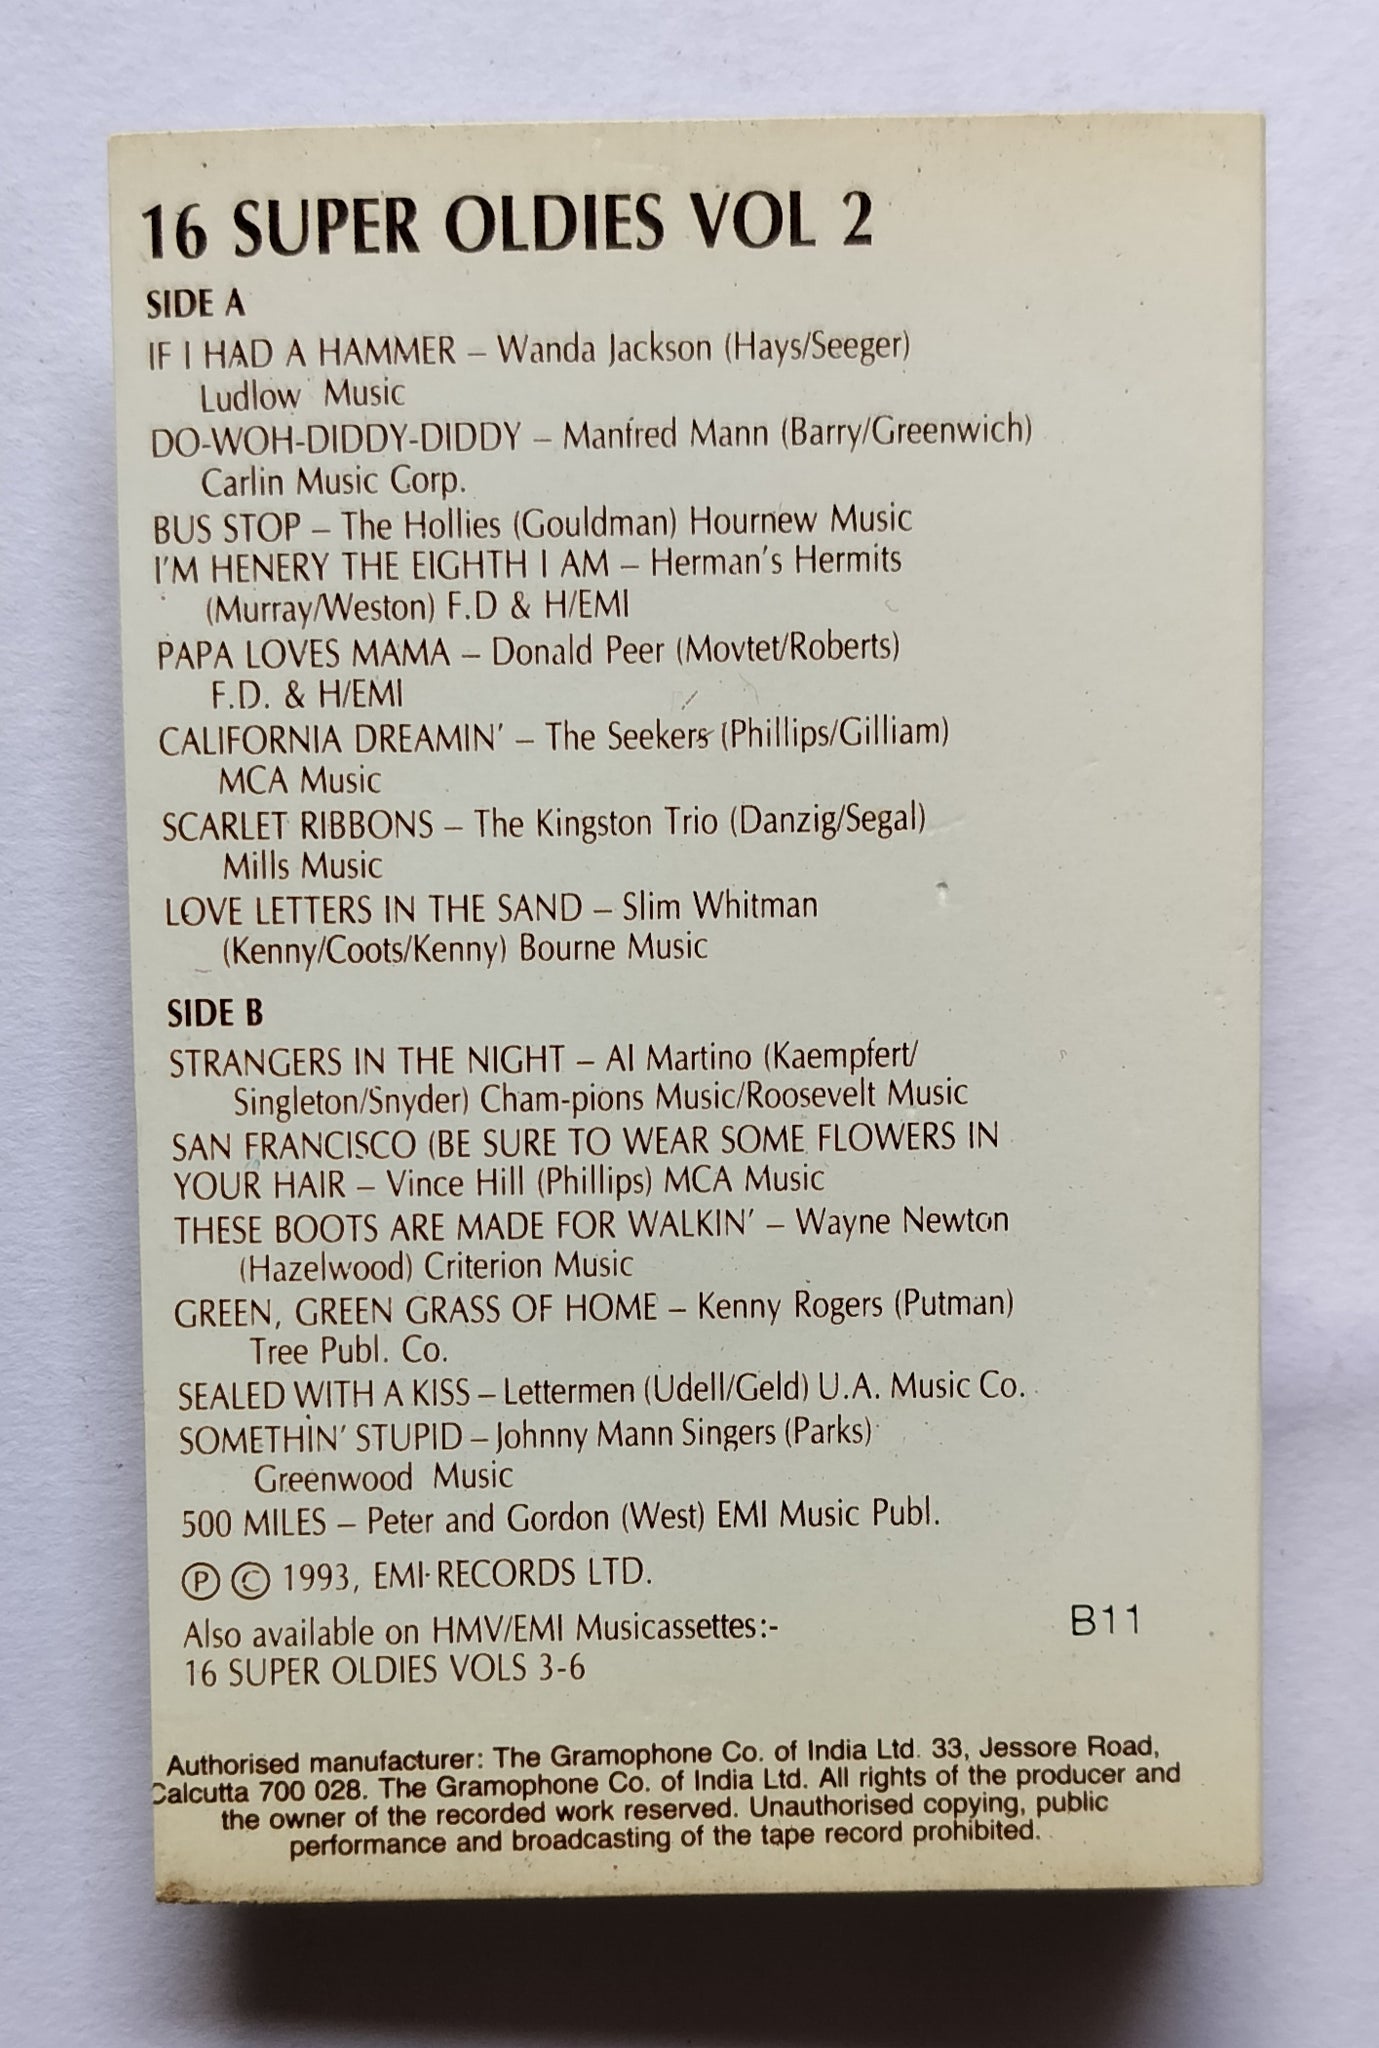 16 SUPER OLDIES VOL 2
SIDE A
IF I HAD A HAMMER – Wanda Jackson (Hays/Seeger)
Ludlow Music
DO-WOH-DIDDY-DIDDY – Manfred Mann (Barry/Greenwich)
Carlin Music Corp.
BUS STOP – The Hollies (Gouldman) Hournew Music
I'M HENERY THE EIGHTH I AM – Herman's Hermits
(Murray/Weston) F.D & H/EMI
PAPA LOVES MAMA – Donald Peer (Movtet/Roberts)
F.D. & H/EMI
CALIFORNIA DREAMIN' – The Seekers (Phillips/Gilliam)
MCA Music
SCARLET RIBBONS – The Kingston Trio (Danzig/Segal)
Mills Music
LOVE LETTERS IN THE SAND – Slim Whitman
(Kenny/Coots/Kenny) Bourne Music
SIDE B
STRANGERS IN THE NIGHT – Al Martino (Kaempfert/
Singleton/Snyder) Cham-pions Music/Roosevelt Music
SAN FRANCISCO (BE SURE TO WEAR SOME FLOWERS IN
YOUR HAIR – Vince Hill (Phillips) MCA Music
THESE BOOTS ARE MADE FOR WALKIN' – Wayne Newton
(Hazelwood) Criterion Music
GREEN, GREEN GRASS OF HOME – Kenny Rogers (Putman)
Tree Publ. Co.
SEALED WITH A KISS – Lettermen (Udell/Geld) U.A. Music Co.
SOMETHIN' STUPID – Johnny Mann Singers (Parks)
Greenwood Music
500 MILES – Peter and Gordon (West) EMI Music Publ.
Ⓟ © 1993, EMI RECORDS LTD.
Also available on HMV/EMI Musicassettes:-
B11
16 SUPER OLDIES VOLS 3-6
Authorised manufacturer: The Gramophone Co. of India Ltd. 33, Jessore Road,
Calcutta 700 028. The Gramophone Co. of India Ltd. All rights of the producer and
the owner of the recorded work reserved. Unauthorised copying, public
performance and broadcasting of the tape record prohibited.